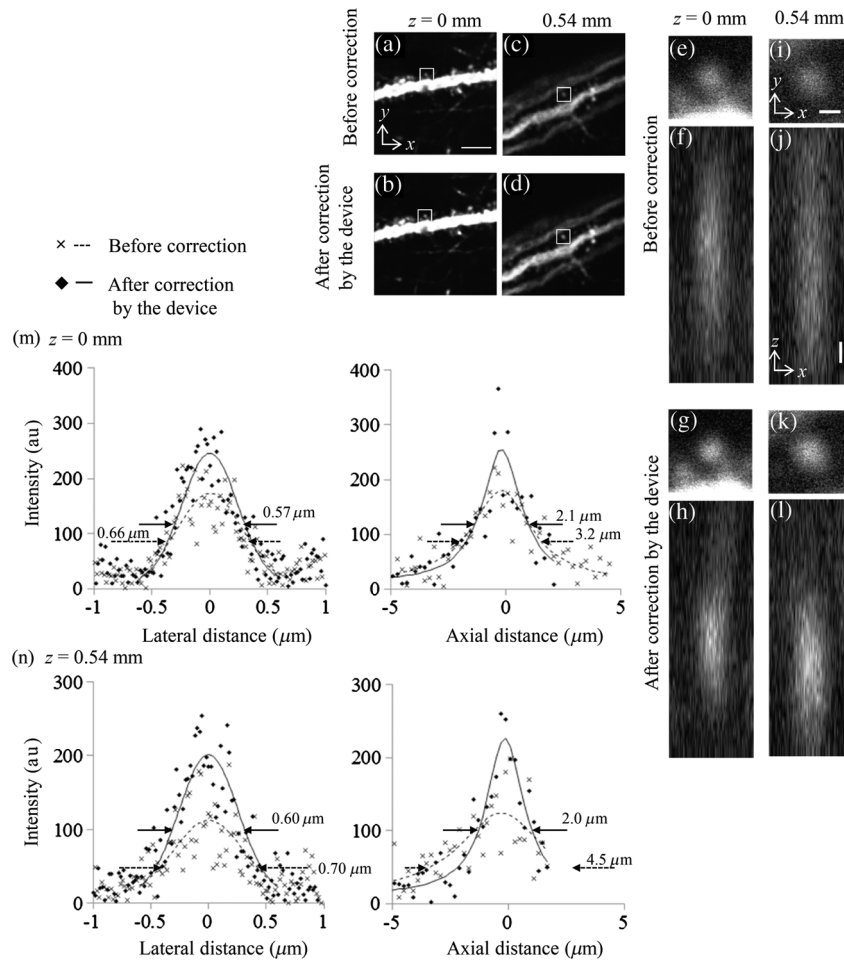 z = 0 mm
0.54 mm
z = 0 mm
0.54 mm
Before correction
(a)
(c)
y
x
After correction
by the device
(b)
(d)
Before correction
(e)
(i)
y
x
(f)
(j)
z
x
After correction by the device
(g)
(k)
(h)
(l)
Before correction
After correction
by the device
(m) z = 0 mm
Intensity (au)
400
300
200
100
0
0.57 μm
0.66 μm
-1
-0.5
0
0.5
1
Lateral distance (μm)
400
300
200
100
0
2.1 μm
3.2 μm
-5
0
5
Axial distance (μm)
(n) z = 0.54 mm
Intensity (au)
300
200
100
0
0.60 μm
0.70 μm
-1
-0.5
0
0.5
1
Lateral distance (μm)
300
200
100
0
2.0 μm
4.5 μm
-5
0
5
Axial distance (μm)